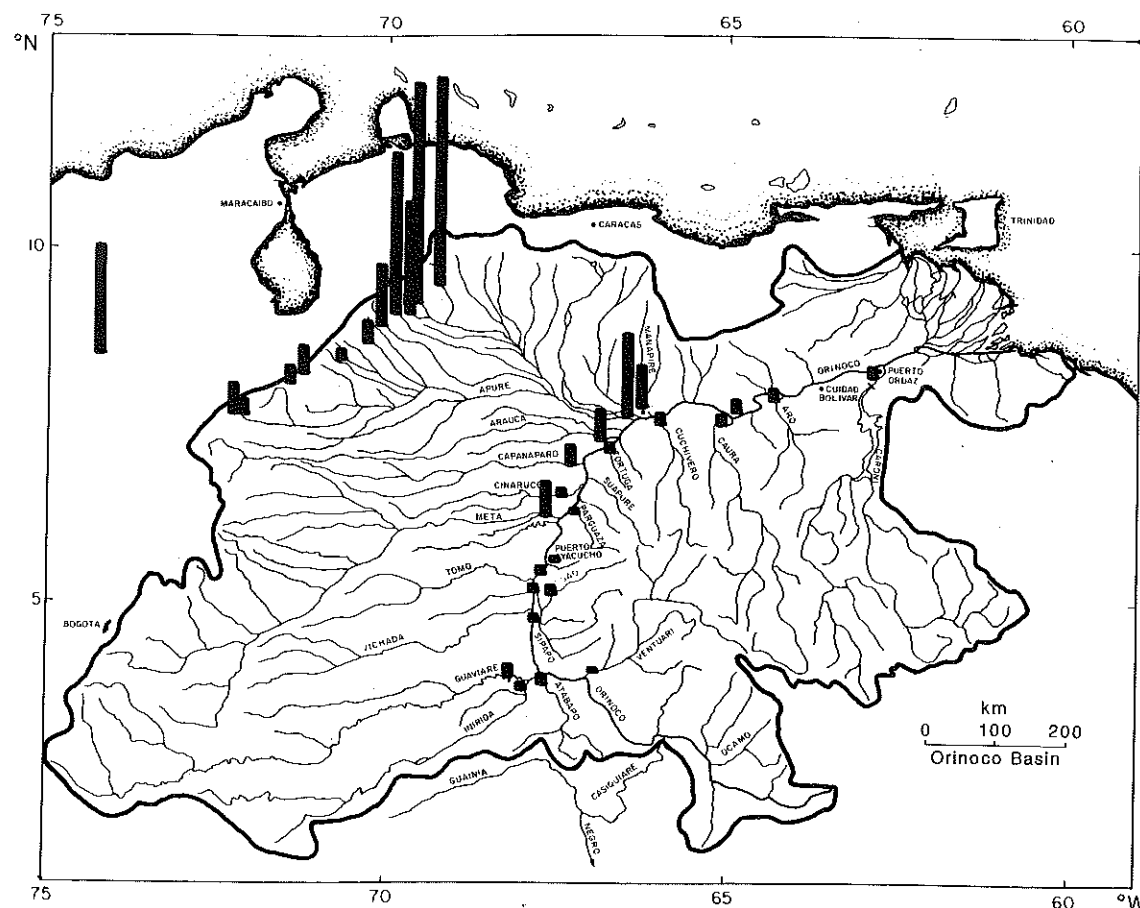 75 70 65 60
°N
MARACAIBO
CARACAS
TRINIDAD
10
MANAPIRE
ORINOCO
PUERTO
ORDAZ
CUIDAD
BOLIVAR
APURE
ARO
ARAUCA
CUCHIVERO
CAURA
CARONI
CAPANAPARO
TORTUGA
SUAPURE
CINARUCO
PARGUAZA
META
PUERTO
AYACUCHO
TOMO
5
BOGOTA
VICHADA
SIPAPO
VENTUARI
GUAVIARE
ATABAPO
ORINOCO
INIRIDA
OCAMO
km
0 100 200
Orinoco Basin
GUAINIA
CASIQUIARE
NEGRO
75 70 65 60 °W